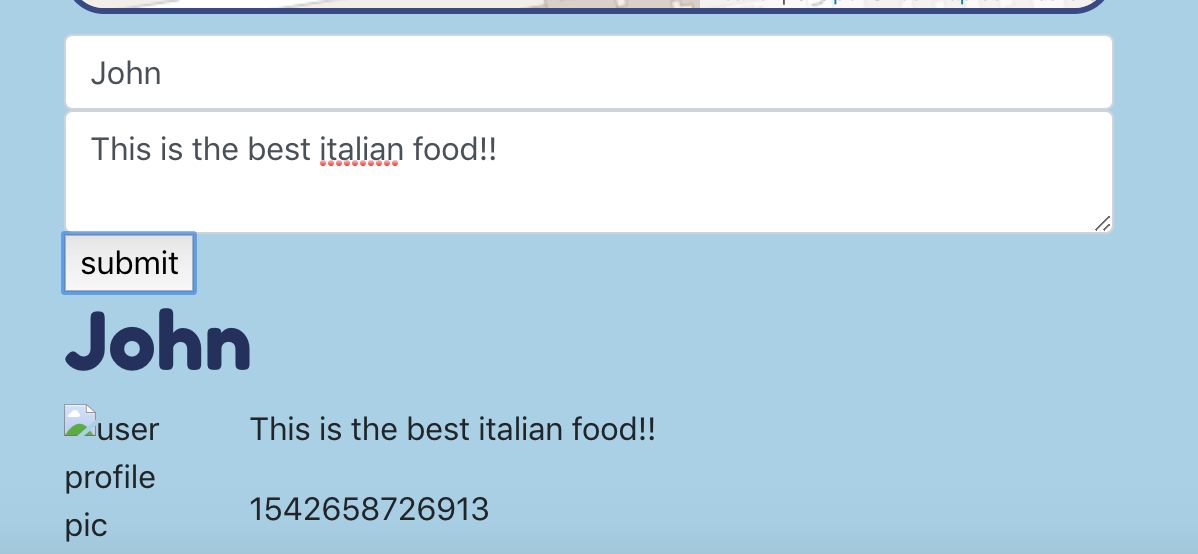 John
This is the best italian food!!
submit
John
user
profile
pic
This is the best italian food!!
1542658726913